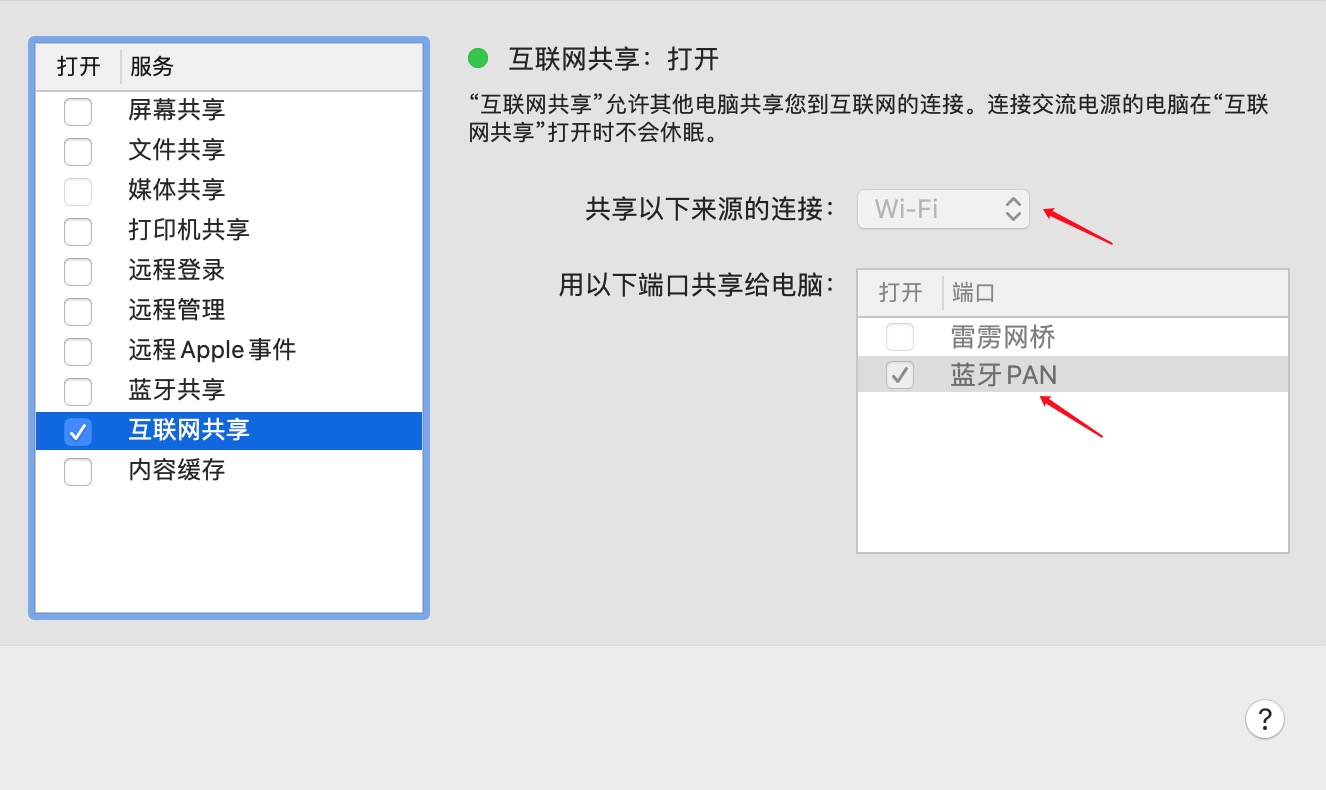 打开 服务
屏幕共享
文件共享
媒体共享
打印机共享
远程登录
远程管理
远程Apple事件
蓝牙共享
互联网共享
内容缓存
互联网共享：打开
“互联网共享”允许其他电脑共享您到互联网的连接。连接交流电源的电脑在“互联
网共享”打开时不会休眠。
共享以下来源的连接： Wi-Fi
用以下端口共享给电脑：
打开 端口
雷雳网桥
蓝牙PAN
?